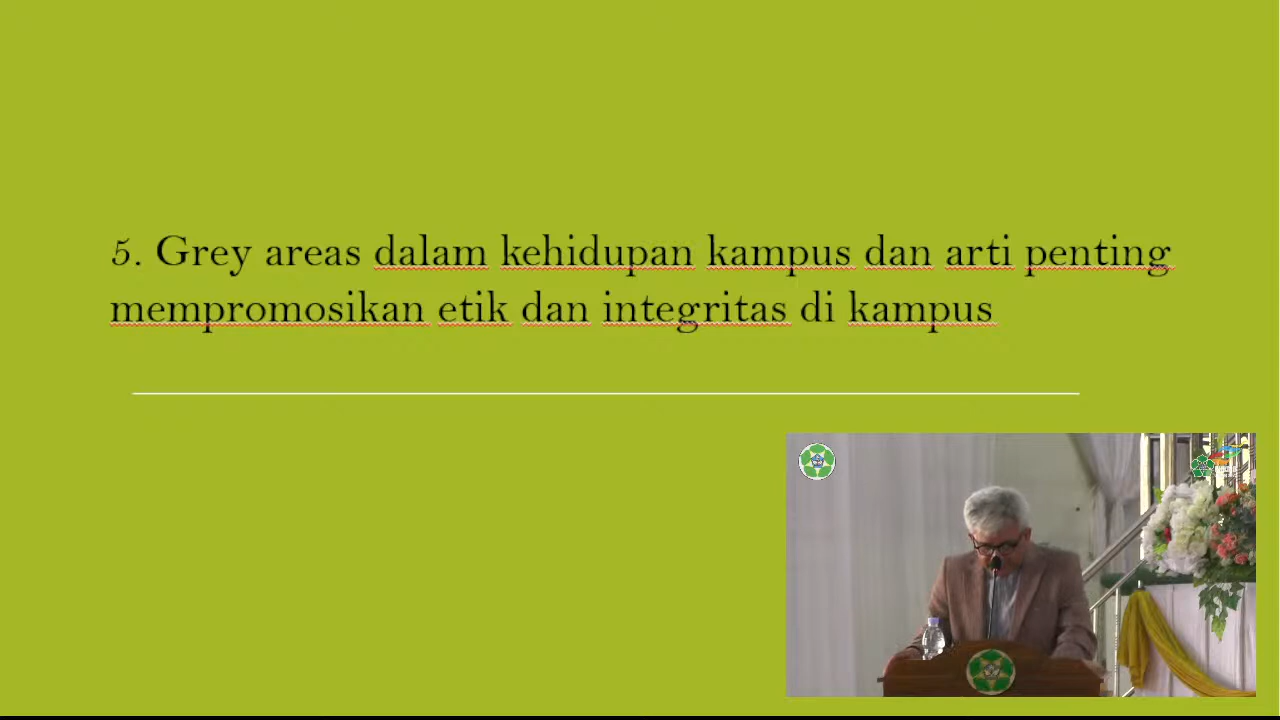 5. Grey areas dalam kehidupan kampus dan arti penting
mempromosikan etik dan integritas di kampus